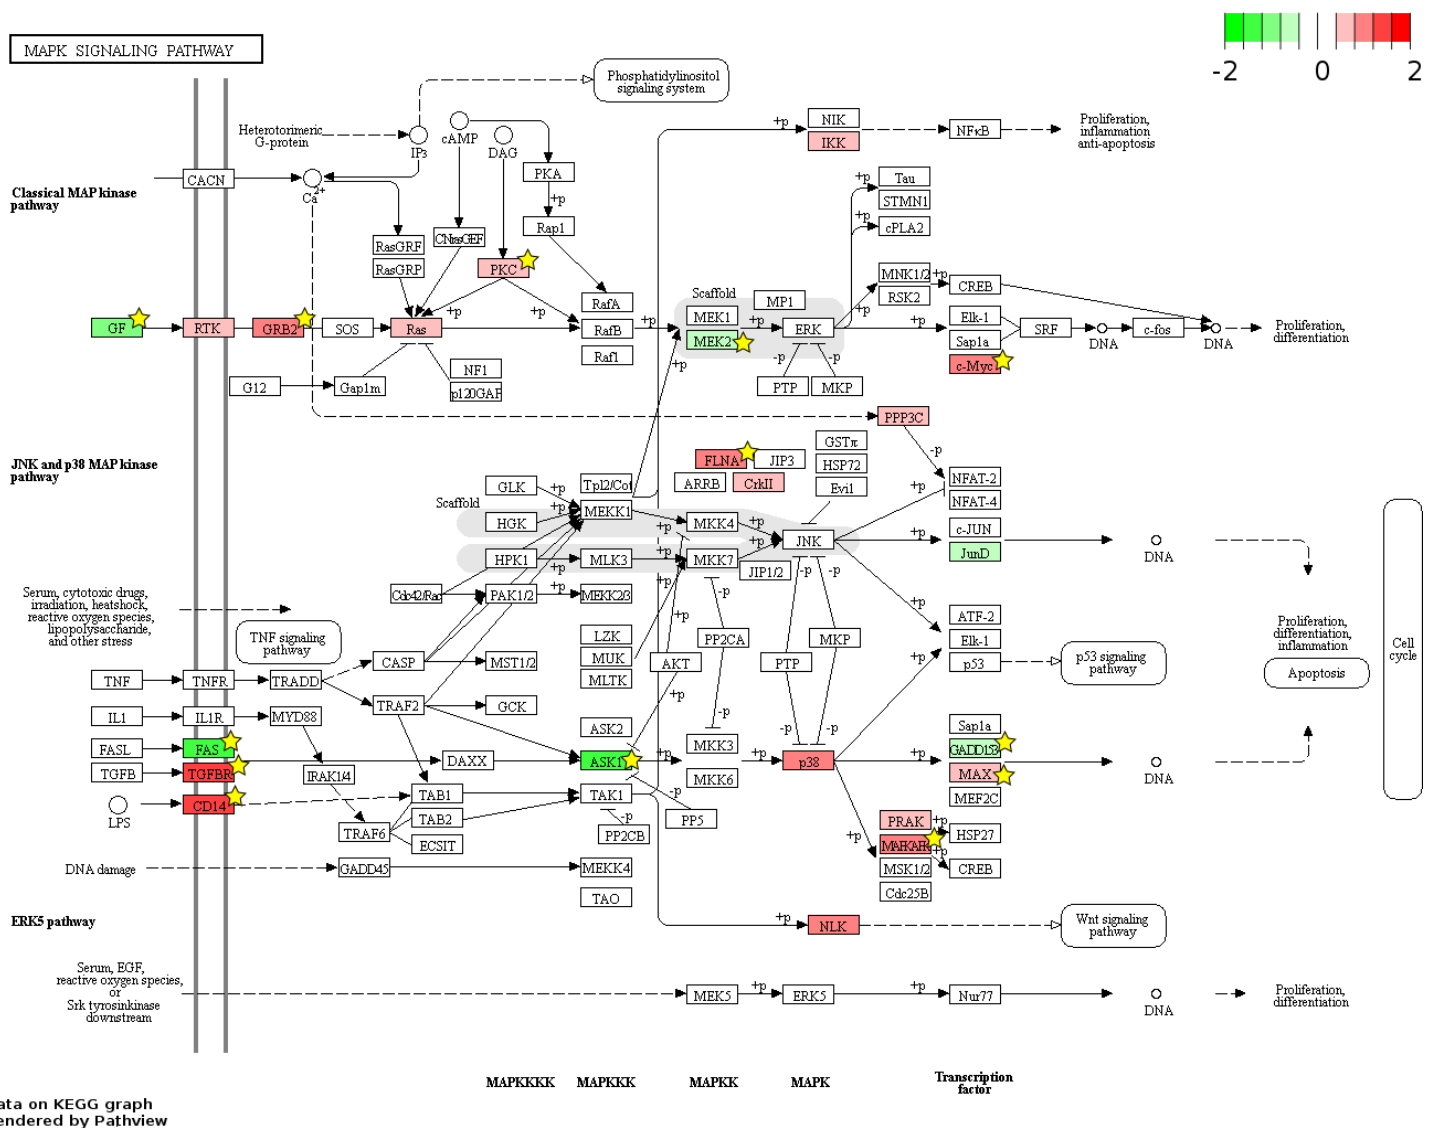 MAPK SIGNALING PATHWAY
-2 0 2
Phosphatidylinositol
signaling system
Heterotorimeric
G-protein
IP3
cAMP
DAG
NIK
IKK
NFκB
Proliferation,
inflammation
anti-apoptosis
Classical MAP kinase
pathway
CACN
Ca2+
PKA
+p
Rap1
Tau
STMN1
cPLA2
+p
+p
+p
RasGRF
RasGRP
CNrasGEF
PKC
MNK1/2
RSK2
+p
CREB
Scaffold
MP1
RafA
RafB
Raf1
MEK1
MEK2
ERK
GF
RTK
GRB2
SOS
Ras
+p
+p
+p
+p
+p
+p
Elk-1
Sap1a
c-Myc
SRF
DNA
c-fos
DNA
Proliferation,
differentiation
G12
Gap1m
NF1
p120GAP
+p
-p
-p
PTP
MKP
PPP3C
-p
JNK and p38 MAP kinase
pathway
FLNA
JIP3
ARRB
CrkII
GSTπ
HSP72
Evi1
NFAT-2
NFAT-4
c-JUN
JunD
DNA
GLK
HGK
HPK1
Scaffold
Tpl2/Cot
MEKK1
MLK3
MEKK2/3
MKK4
MKK7
JNK
JIP1/2
+p
+p
+p
+p
+p
+p
+p
+p
+p
+p
+p
+p
Cdc42/Rac
PAK1/2
-p
-p
-p
Serum, cytotoxic drugs,
irradiation, heatshock,
reactive oxygen species,
lipopolysaccharide,
and other stress
TNF signaling
pathway
LZK
MUK
MLTK
+p
AKT
PP2CA
PTP
MKP
ATF-2
Elk-1
p53
+p
p53 signaling
pathway
Proliferation,
differentiation,
inflammation
Apoptosis
Cell
cycle
TNF
TNFR
TRADD
CASP
MST1/2
IL1
IL1R
MYD88
TRAF2
GCK
+p
-p
-p
-p
FASL
FAS
TGFB
TGFBR
LPS
CD14
IRAK1/4
DAXX
ASK2
ASK1
+p
MKK3
MKK6
+p
p38
+p
Sap1a
GADD153
MAX
MEF2C
DNA
TAB1
TAB2
ECSIT
TRAF6
TAK1
-p
PP2CB
-p
PP5
+p
PRAK
MAPKAPK
MSK1/2
Cdc25B
+p
+p
HSP27
CREB
DNA damage
GADD45
MEKK4
TAO
ERK5 pathway
+p
NLK
Wnt signaling
pathway
Serum, EGF,
reactive oxygen species,
or
Srk tyrosinkinase
downstream
MEK5
+p
ERK5
+p
Nur77
DNA
Proliferation,
differentiation
MAPKKKK
MAPKKK
MAPKK
MAPK
Transcription
factor
ata on KEGG graph
endered by Pathview